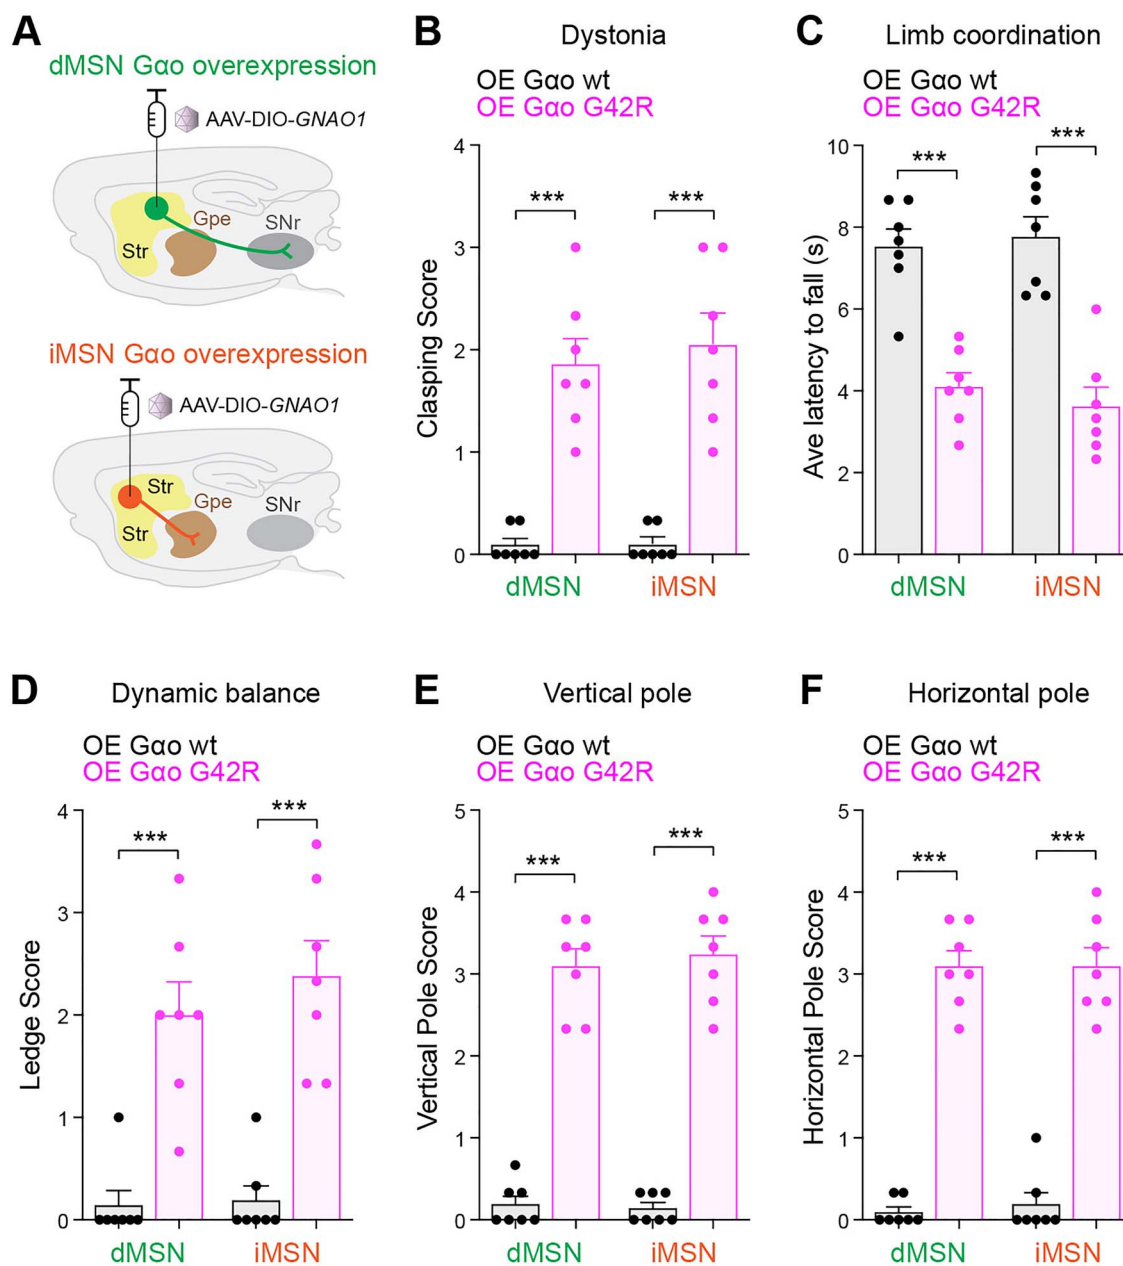 A
dMSN Gαo overexpression
AAV-DIO-GNAO1
Gpe
SNr
Str
iMSN Gαo overexpression
AAV-DIO-GNAO1
Str
Gpe
SNr
Str
B
Dystonia
OE Gαo wt
OE Gαo G42R
Clasping Score
4
3
2
1
0
***
***
dMSN
iMSN
C
Limb coordination
OE Gαo wt
OE Gαo G42R
Ave latency to fall (s)
10
8
6
4
2
0
***
***
dMSN
iMSN
D
Dynamic balance
OE Gαo wt
OE Gαo G42R
Ledge Score
4
3
2
1
0
***
***
dMSN
iMSN
E
Vertical pole
OE Gαo wt
OE Gαo G42R
Vertical Pole Score
5
4
3
2
1
0
***
***
dMSN
iMSN
F
Horizontal pole
OE Gαo wt
OE Gαo G42R
Horizontal Pole Score
5
4
3
2
1
0
***
***
dMSN
iMSN